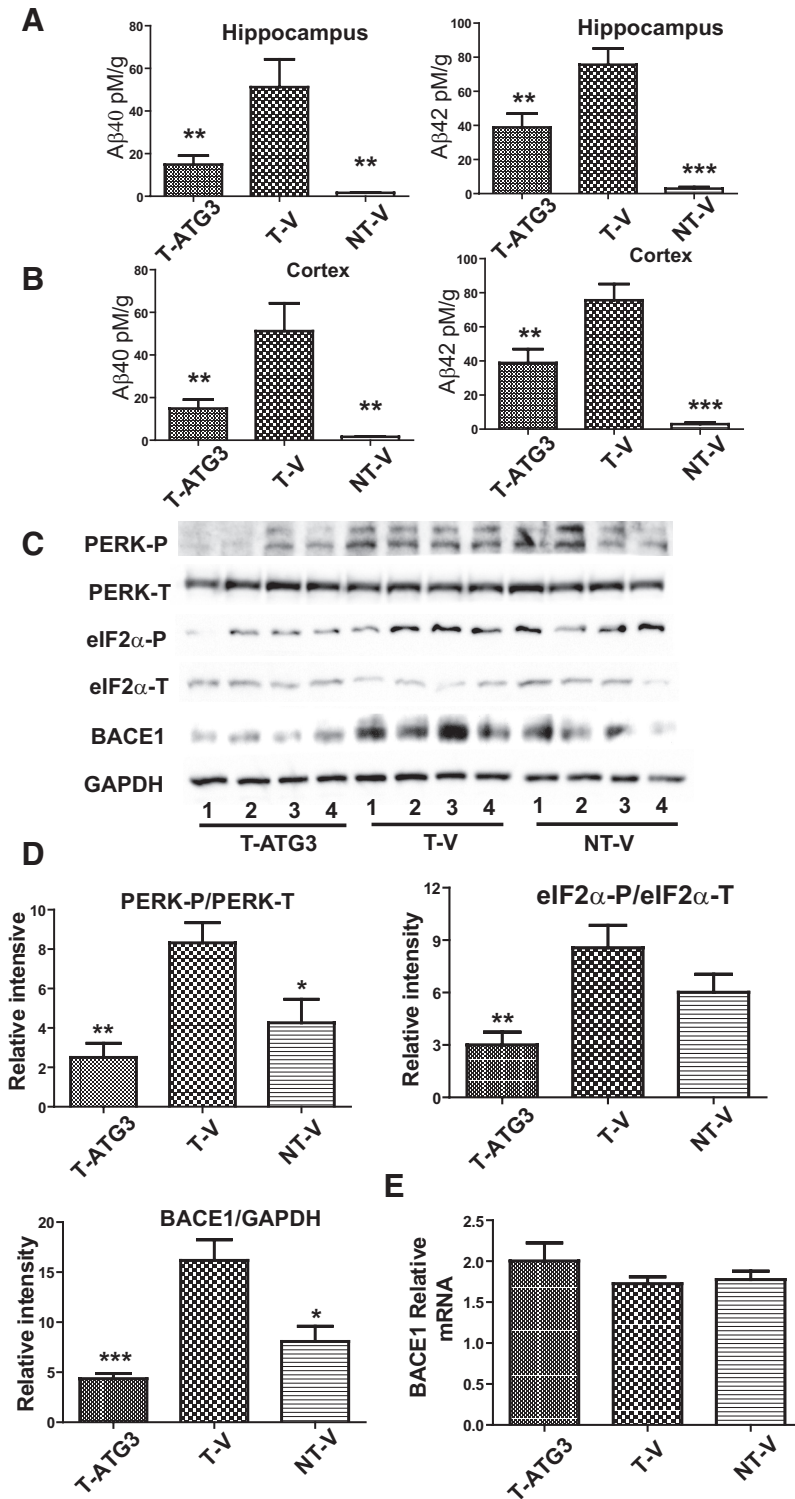 A
Hippocampus
Aβ40 pM/g
80
60
40
20
0
**
**
T-ATG3
T-V
NT-V
Hippocampus
Aβ42 pM/g
100
80
60
40
20
0
**
***
T-ATG3
T-V
NT-V
B
Cortex
Aβ40 pM/g
80
60
40
20
0
**
**
T-ATG3
T-V
NT-V
Cortex
Aβ42 pM/g
100
80
60
40
20
0
**
***
T-ATG3
T-V
NT-V
C
PERK-P
PERK-T
eIF2α-P
eIF2α-T
BACE1
GAPDH
1 2 3 4 1 2 3 4 1 2 3 4
T-ATG3 T-V NT-V
D
PERK-P/PERK-T
Relative intensive
10
8
6
4
2
0
**
*
T-ATG3
T-V
NT-V
eIF2α-P/eIF2α-T
Relative intensity
12
9
6
3
0
**
T-ATG3
T-V
NT-V
BACE1/GAPDH
Relative intensity
20
15
10
5
0
***
*
T-ATG3
T-V
NT-V
E
BACE1 Relative
mRNA
2.5
2.0
1.5
1.0
0.5
0.0
T-ATG3
T-V
NT-V